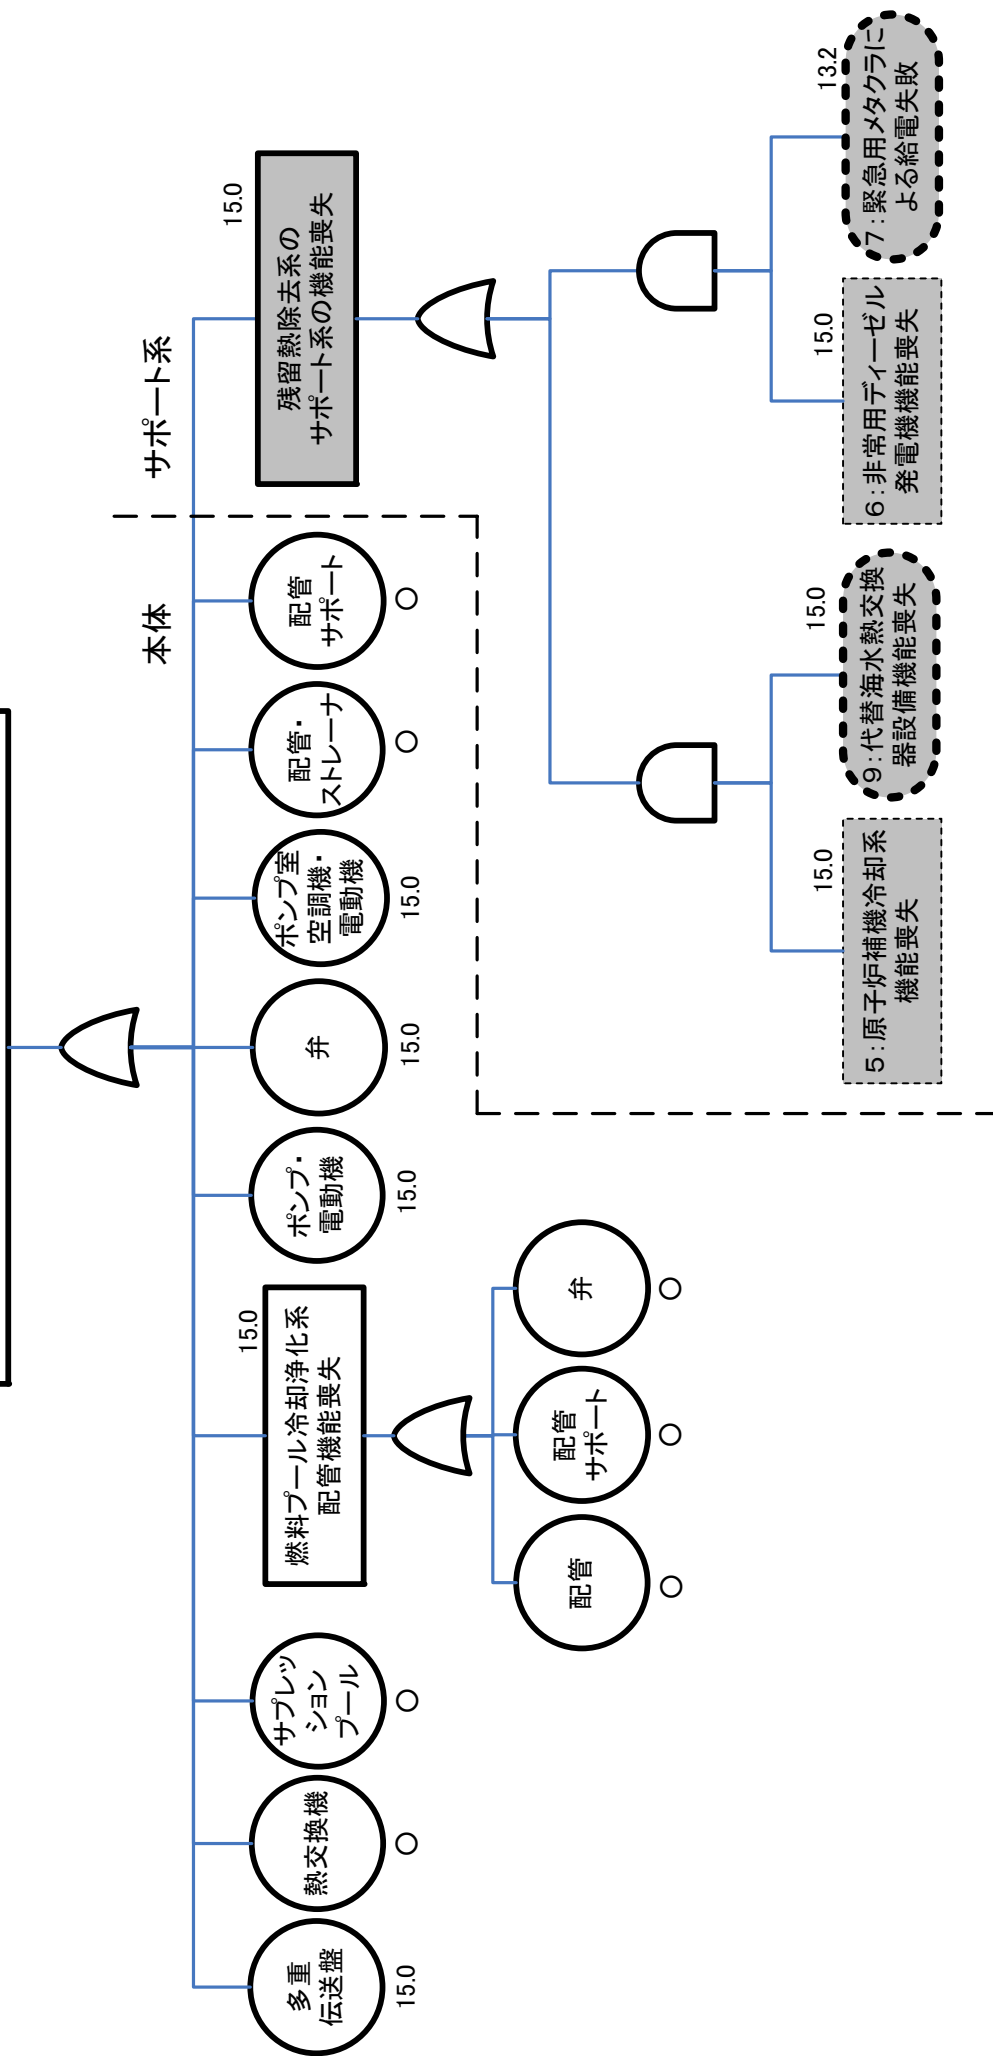 本体
サポート系
多重
伝送盤
15.0
熱交換機
○
サプレッ
ション
プール
○
15.0
燃料プール冷却浄化系
配管機能喪失
ポンプ・
電動機
15.0
弁
15.0
ポンプ室
空調機・
電動機
15.0
配管・
ストレーナ
○
配管
サポート
○
15.0
残留熱除去系の
サポート系の機能喪失
配管
○
配管
サポート
○
弁
○
15.0
5:原子炉補機冷却系
機能喪失
15.0
9:代替海水熱交換
器設備機能喪失
15.0
6:非常用ディーゼル
発電機機能喪失
13.2
7:緊急用メタクラに
よる給電失敗